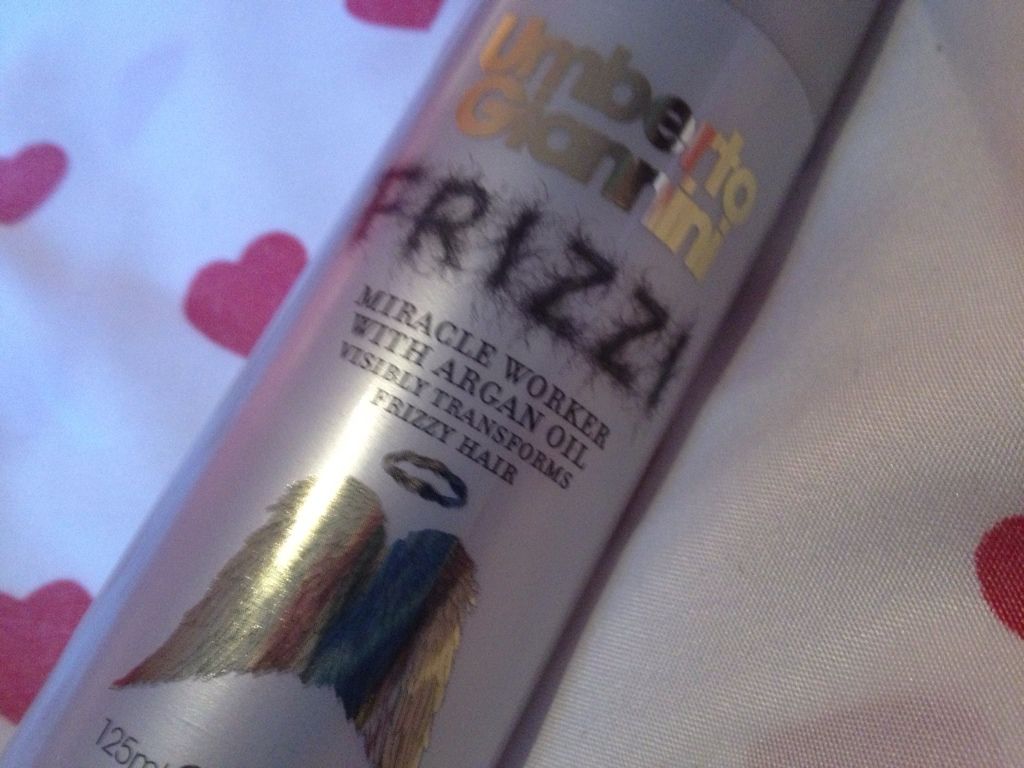 Umberto
Giannini
FRIZZI
MIRACLE WORKER
WITH ARGAN OIL
VISIBLY TRANSFORMS
FRIZZY HAIR
125ml